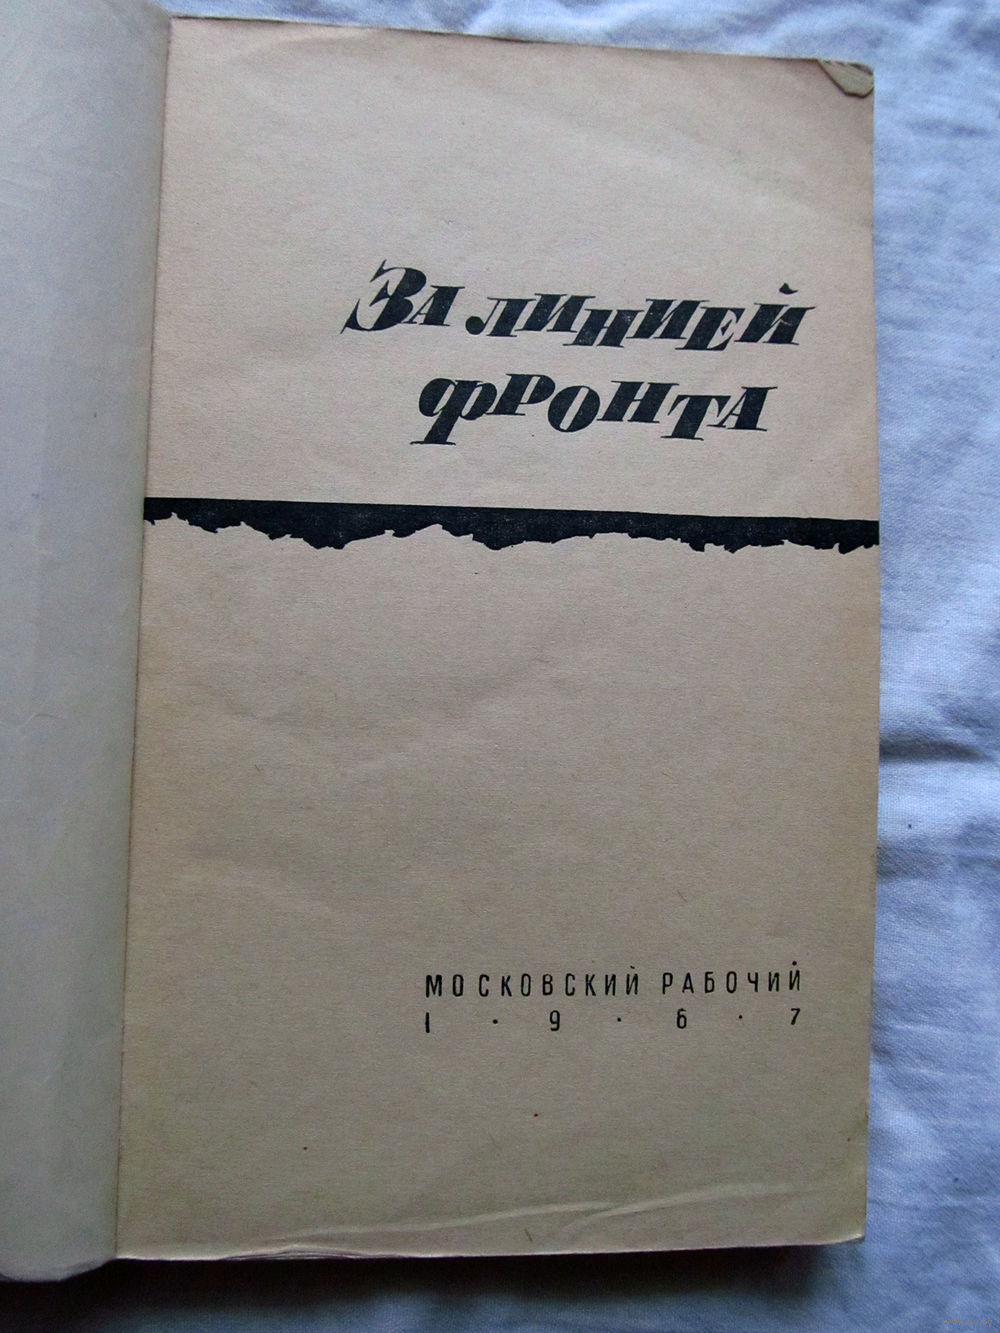 За линией
фронта
МОСКОВСКИЙ РАБОЧИЙ
1 · 9 · 6 · 7